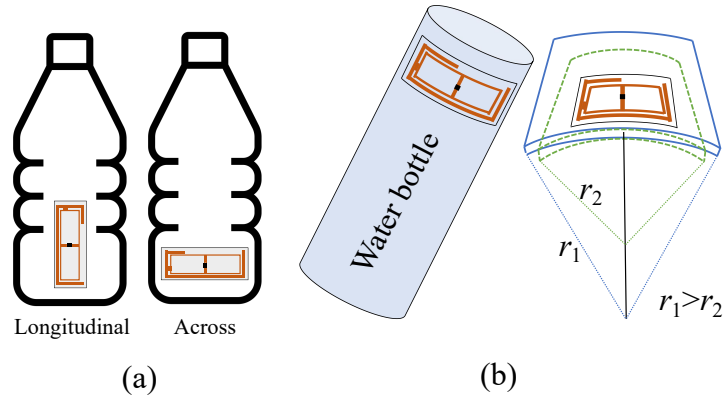 Longitudinal
Across
(a)
Water bottle
r2
r1
r1>r2
(b)